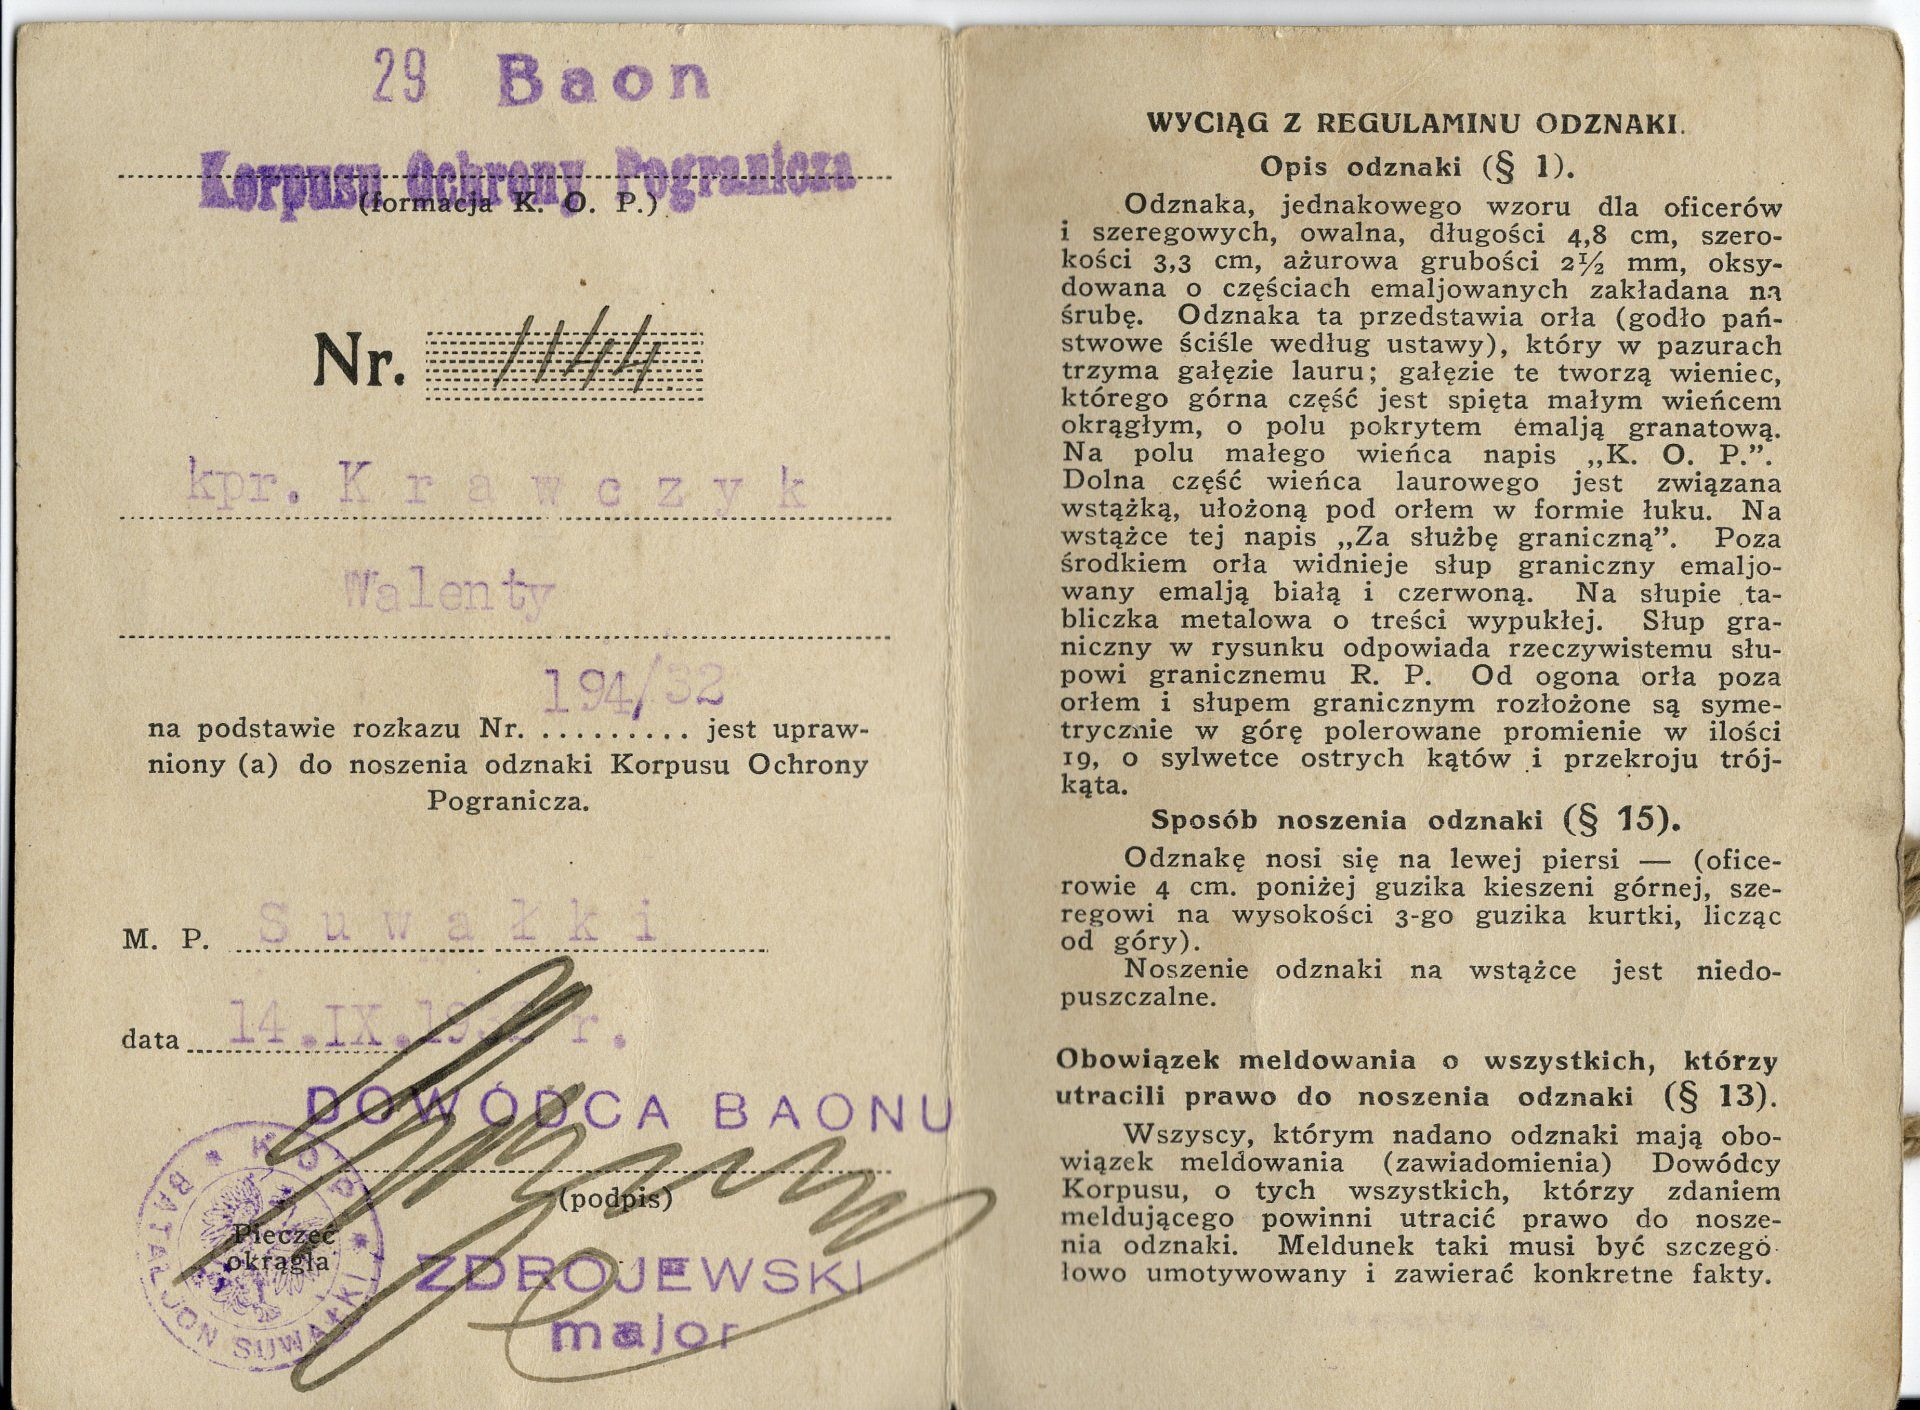 29 Baon
Korpusu Ochrony Pogranicza
(formacja K. O. P.)
Nr. 1144
kpr. Krawczyk
Walenty
194/32
na podstawie rozkazu Nr. .......... jest upraw-
niony (a) do noszenia odznaki Korpusu Ochrony
Pogranicza.
M. P. Suwałki
data 14.IX.1932 r.
DOWÓDCA BAONU
(podpis)
ZDROJEWSKI
major
Pieczęć
okrągła
* K O P *
BATALJON SUWAŁKI
WYCIĄG Z REGULAMINU ODZNAKI.
Opis odznaki (§ 1).
Odznaka, jednakowego wzoru dla oficerów
i szeregowych, owalna, długości 4,8 cm, szero-
kości 3,3 cm, ażurowa grubości 2½ mm, oksy-
dowana o częściach emaljowanych zakładana na
śrubę. Odznaka ta przedstawia orła (godło pań-
stwowe ściśle według ustawy), który w pazurach
trzyma gałęzie lauru; gałęzie te tworzą wieniec,
którego górna część jest spięta małym wieńcem
okrągłym, o polu pokrytem emalją granatową.
Na polu małego wieńca napis „K. O. P.”.
Dolna część wieńca laurowego jest związana
wstążką, ułożoną pod orłem w formie łuku. Na
wstążce tej napis „Za służbę graniczną”. Poza
środkiem orła widnieje słup graniczny emaljo-
wany emalją białą i czerwoną. Na słupie ta-
bliczka metalowa o treści wypukłej. Słup gra-
niczny w rysunku odpowiada rzeczywistemu słu-
powi granicznemu R. P. Od ogona orła poza
orłem i słupem granicznym rozłożone są syme-
trycznie w górę polerowane promienie w ilości
19, o sylwetce ostrych kątów i przekroju trój-
kąta.
Sposób noszenia odznaki (§ 15).
Odznakę nosi się na lewej piersi — (ofice-
rowie 4 cm. poniżej guzika kieszeni górnej, sze-
regowi na wysokości 3-go guzika kurtki, licząc
od góry).
Noszenie odznaki na wstążce jest niedo-
puszczalne.
Obowiązek meldowania o wszystkich, którzy
utracili prawo do noszenia odznaki (§ 13).
Wszyscy, którym nadano odznaki mają obo-
wiązek meldowania (zawiadomienia) Dowódcy
Korpusu, o tych wszystkich, którzy zdaniem
meldującego powinni utracić prawo do nosze-
nia odznaki. Meldunek taki musi być szczegó
łowo umotywowany i zawierać konkretne fakty.